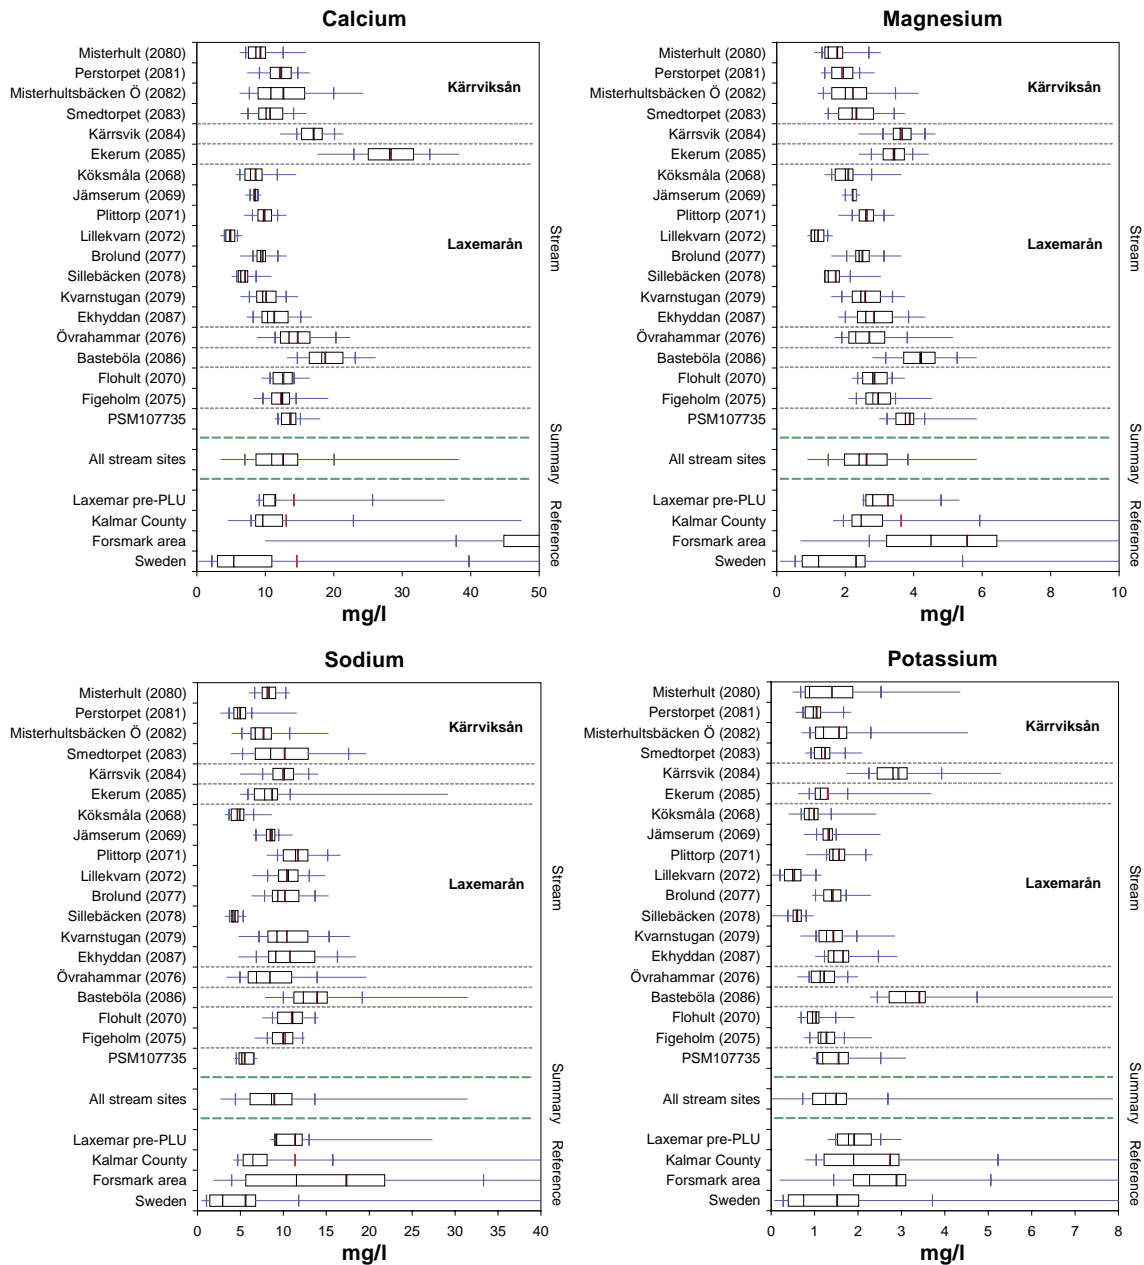 Calcium
Misterhult (2080)
Perstorpet (2081)
Misterhultsbäcken Ö (2082)
Smedtorpet (2083)
Kärrsvik (2084)
Ekerum (2085)
Köksmåla (2068)
Jämserum (2069)
Plittorp (2071)
Lillekvarn (2072)
Brolund (2077)
Sillebäcken (2078)
Kvarnstugan (2079)
Ekhyddan (2087)
Övrahammar (2076)
Basteböla (2086)
Flohult (2070)
Figeholm (2075)
PSM107735
All stream sites
Laxemar pre-PLU
Kalmar County
Forsmark area
Sweden
Kärrviksån
Laxemarån
Stream
Summary
Reference
0 10 20 30 40 50
mg/l
Magnesium
Misterhult (2080)
Perstorpet (2081)
Misterhultsbäcken Ö (2082)
Smedtorpet (2083)
Kärrsvik (2084)
Ekerum (2085)
Köksmåla (2068)
Jämserum (2069)
Plittorp (2071)
Lillekvarn (2072)
Brolund (2077)
Sillebäcken (2078)
Kvarnstugan (2079)
Ekhyddan (2087)
Övrahammar (2076)
Basteböla (2086)
Flohult (2070)
Figeholm (2075)
PSM107735
All stream sites
Laxemar pre-PLU
Kalmar County
Forsmark area
Sweden
Kärrviksån
Laxemarån
Stream
Summary
Reference
0 2 4 6 8 10
mg/l
Sodium
Misterhult (2080)
Perstorpet (2081)
Misterhultsbäcken Ö (2082)
Smedtorpet (2083)
Kärrsvik (2084)
Ekerum (2085)
Köksmåla (2068)
Jämserum (2069)
Plittorp (2071)
Lillekvarn (2072)
Brolund (2077)
Sillebäcken (2078)
Kvarnstugan (2079)
Ekhyddan (2087)
Övrahammar (2076)
Basteböla (2086)
Flohult (2070)
Figeholm (2075)
PSM107735
All stream sites
Laxemar pre-PLU
Kalmar County
Forsmark area
Sweden
Kärrviksån
Laxemarån
Stream
Summary
Reference
0 5 10 15 20 25 30 35 40
mg/l
Potassium
Misterhult (2080)
Perstorpet (2081)
Misterhultsbäcken Ö (2082)
Smedtorpet (2083)
Kärrsvik (2084)
Ekerum (2085)
Köksmåla (2068)
Jämserum (2069)
Plittorp (2071)
Lillekvarn (2072)
Brolund (2077)
Sillebäcken (2078)
Kvarnstugan (2079)
Ekhyddan (2087)
Övrahammar (2076)
Basteböla (2086)
Flohult (2070)
Figeholm (2075)
PSM107735
All stream sites
Laxemar pre-PLU
Kalmar County
Forsmark area
Sweden
Kärrviksån
Laxemarån
Stream
Summary
Reference
0 1 2 3 4 5 6 7 8
mg/l